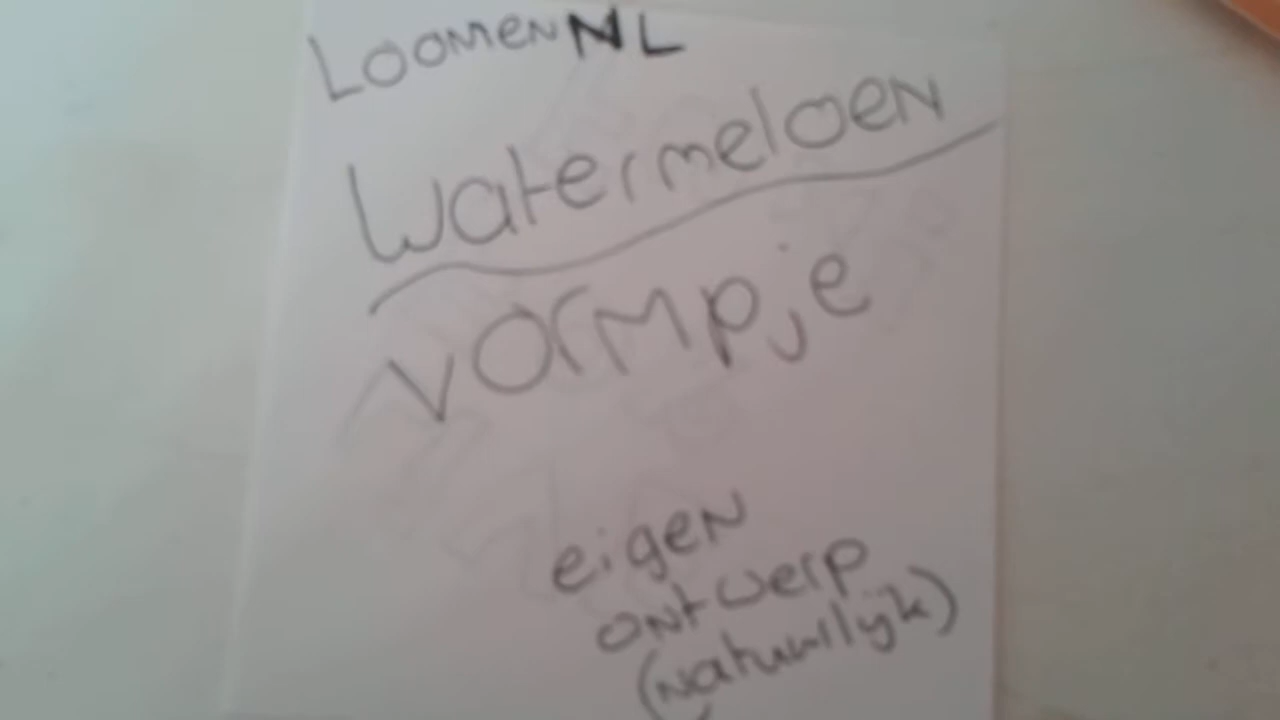 LOOMENNL
Watermeloen
vormpje
eigen
ontwerp
(natuurlijk)